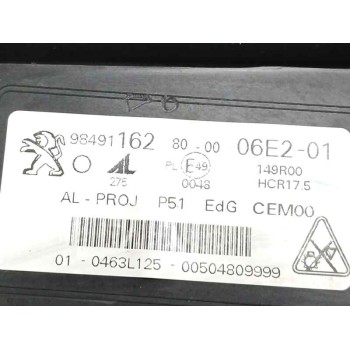 98491162 80-00 06E2-01
AL PL E49 149R00
276 0048 HCR17.5
AL-PROJ P51 EdG CEM00
01-0463L125-00504809999